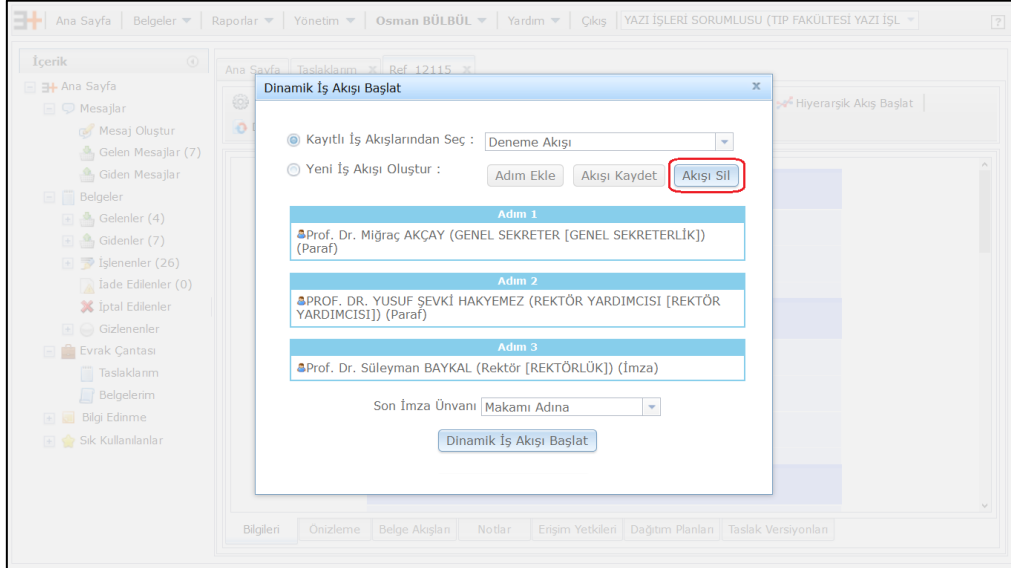 Ana Sayfa Belgeler Raporlar Yönetim Osman BÜLBÜL Yardım Çıkış YAZI İŞLERİ SORUMLUSU (TIP FAKÜLTESİ YAZI İŞL ?
İçerik
Ana Sayfa Taslaklarım x Ref 12115 x
Ana Sayfa
Dinamik İş Akışı Başlat x
Mesajlar
Hiyerarşik Akış Başlat
Mesaj Oluştur
Kayıtlı İş Akışlarından Seç : Deneme Akışı
Gelen Mesajlar (7)
Giden Mesajlar
Yeni İş Akışı Oluştur : Adım Ekle Akışı Kaydet Akışı Sil
Belgeler
Gelenler (4)
Gidenler (7)
İşlenenler (26)
İade Edilenler (0)
İptal Edilenler
Gizlenenler
Evrak Çantası
Taslaklarım
Belgelerim
Bilgi Edinme
Sık Kullanılanlar
Adım 1
Prof. Dr. Miğraç AKÇAY (GENEL SEKRETER [GENEL SEKRETERLİK])
(Paraf)
Adım 2
PROF. DR. YUSUF ŞEVKİ HAKYEMEZ (REKTÖR YARDIMCISI [REKTÖR
YARDIMCISI]) (Paraf)
Adım 3
Prof. Dr. Süleyman BAYKAL (Rektör [REKTÖRLÜK]) (İmza)
Son İmza Ünvanı Makamı Adına
Dinamik İş Akışı Başlat
Bilgileri Önizleme Belge Akışları Notlar Erişim Yetkileri Dağıtım Planları Taslak Versiyonları